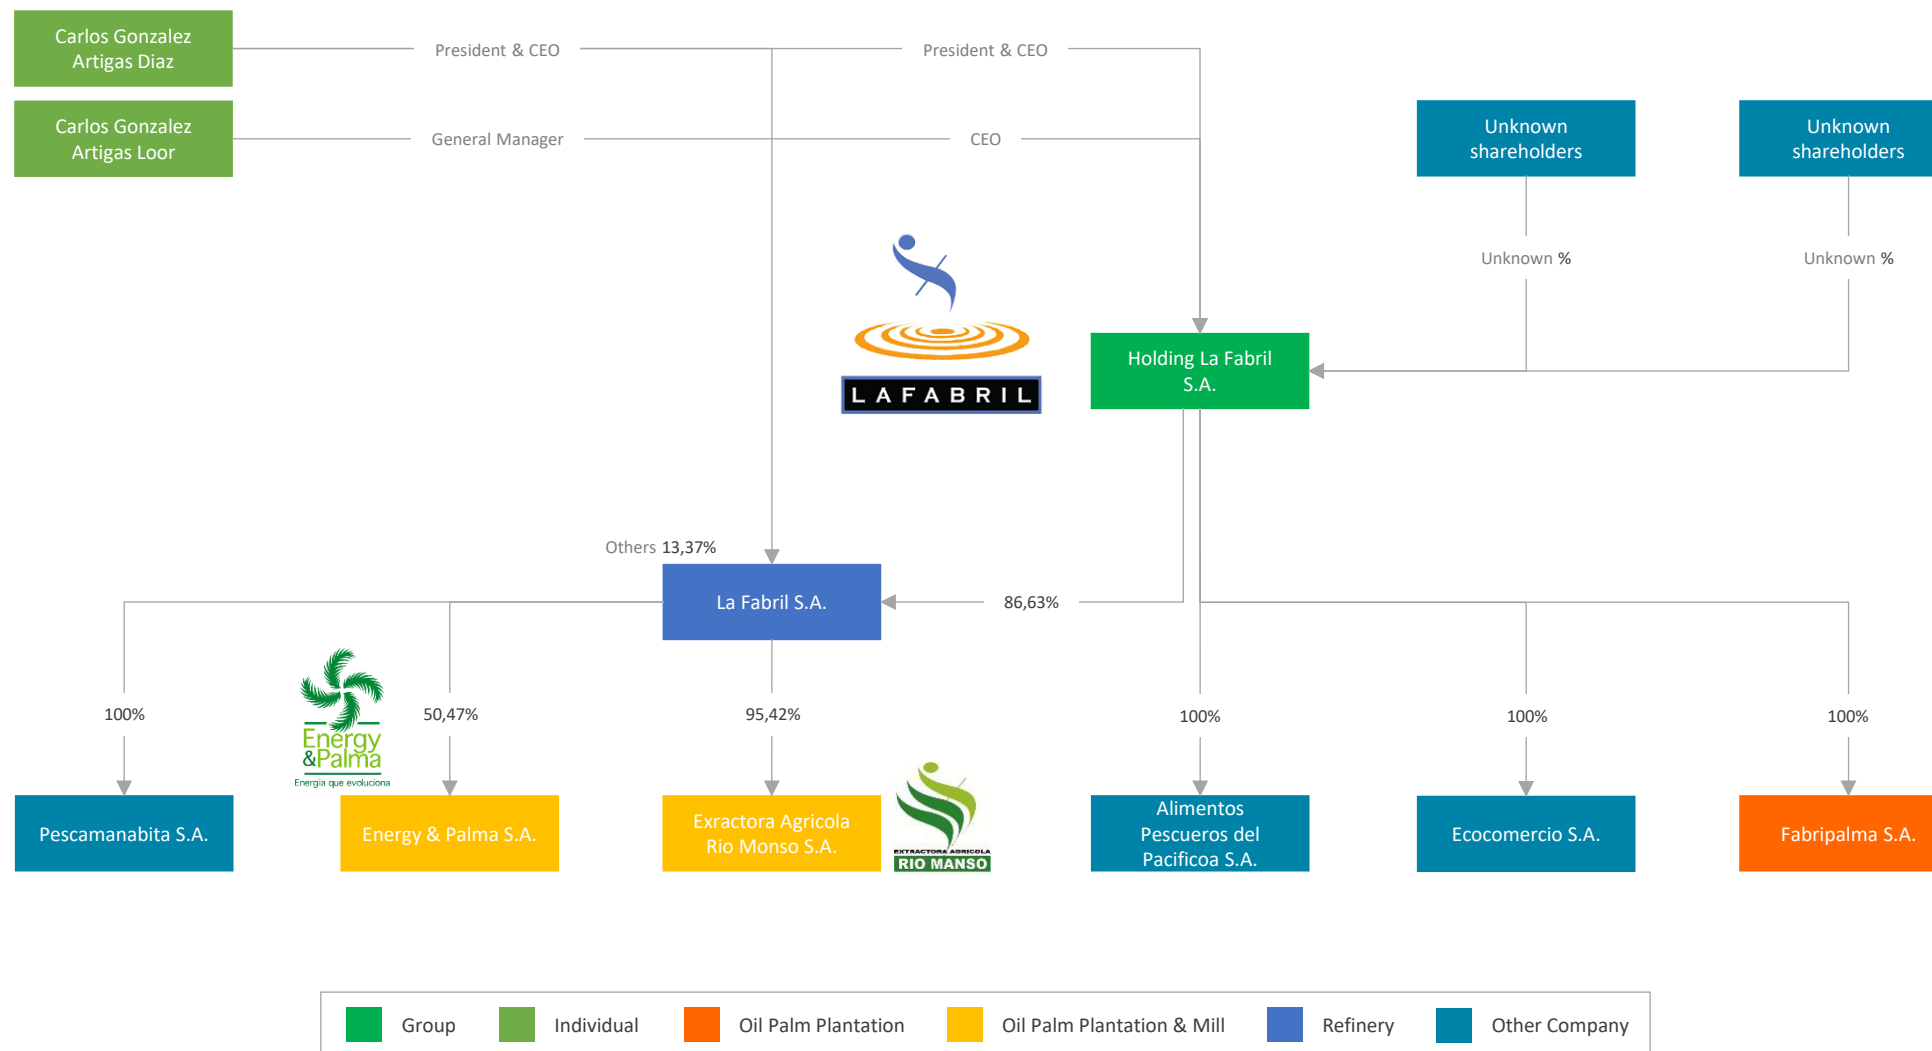 Carlos Gonzalez
Artigas Diaz
President & CEO
President & CEO
Carlos Gonzalez
Artigas Loor
General Manager
CEO
Unknown
shareholders
Unknown
shareholders
Unknown %
Unknown %
LAFABRIL
Holding La Fabril
S.A.
Others 13,37%
La Fabril S.A.
86,63%
100%
50,47%
95,42%
100%
100%
100%
Energy
&Palma
Energía que evoluciona
Pescamanabita S.A.
Energy & Palma S.A.
Exractora Agricola
Rio Monso S.A.
EXTRACTORA AGRICOLA
RIO MANSO
Alimentos
Pescueros del
Pacificoa S.A.
Ecocomercio S.A.
Fabripalma S.A.
Group
Individual
Oil Palm Plantation
Oil Palm Plantation & Mill
Refinery
Other Company